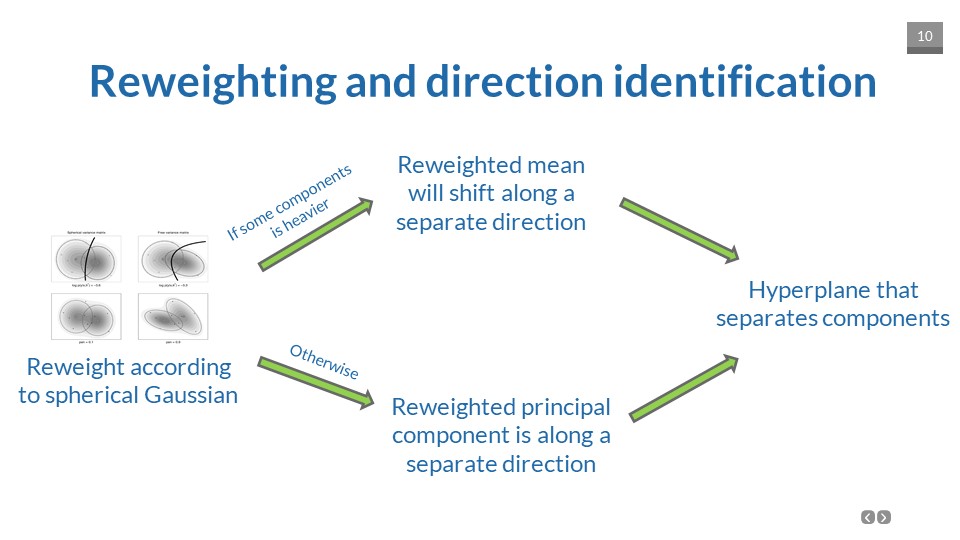 10
Reweighting and direction identification
If some components
is heavier
Reweighted mean
will shift along a
separate direction
Hyperplane that
separates components
Reweight according
to spherical Gaussian
Otherwise
Reweighted principal
component is along a
separate direction